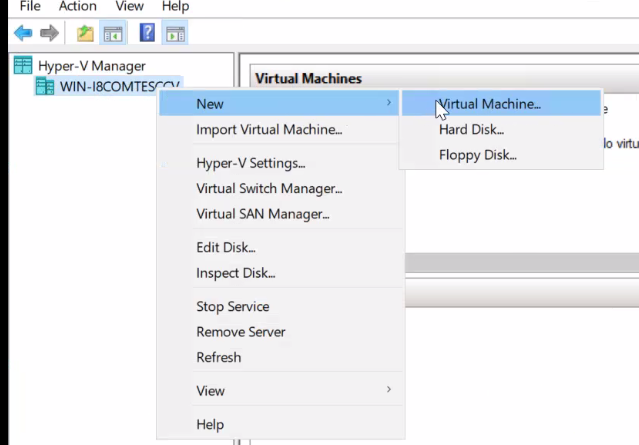 File Action View Help
Hyper-V Manager
WIN-I8COMTESCCV
Virtual Machines
New
Import Virtual Machine...
Hyper-V Settings...
Virtual Switch Manager...
Virtual SAN Manager...
Edit Disk...
Inspect Disk...
Stop Service
Remove Server
Refresh
View
Help
Virtual Machine...
Hard Disk...
Floppy Disk...